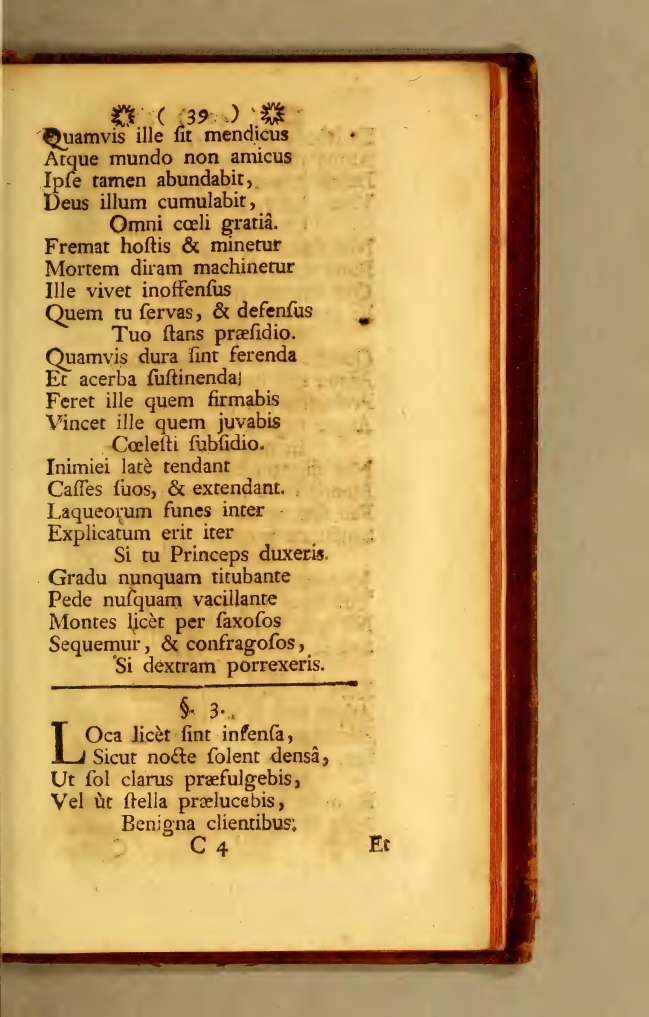 ( 39 )
Quamvis ille ſit mendicus
Atque mundo non amicus
Ipſe tamen abundabit,
Deus illum cumulabit,
Omni cœli gratiâ.
Fremat hoſtis & minetur
Mortem diram machinetur
Ille vivet inoffenſus
Quem tu ſervas, & defenſus
Tuo ſtans præſidio.
Quamvis dura ſint ferenda
Et acerba ſuſtinenda;
Feret ille quem firmabis
Vincet ille quem juvabis
Cœleſti ſubſidio.
Inimiei latè tendant
Caſſes ſuos, & extendant.
Laqueorum funes inter
Explicatum erit iter
Si tu Princeps duxeris.
Gradu nunquam titubante
Pede nuſquam vacillante
Montes licèt per ſaxoſos
Sequemur, & confragoſos,
Si dextram porrexeris.
§. 3.
LOca licèt ſint infenſa,
Sicut nocte ſolent densâ,
Ut ſol clarus præfulgebis,
Vel ùt ſtella prælucebis,
Benigna clientibus;
C 4 Et